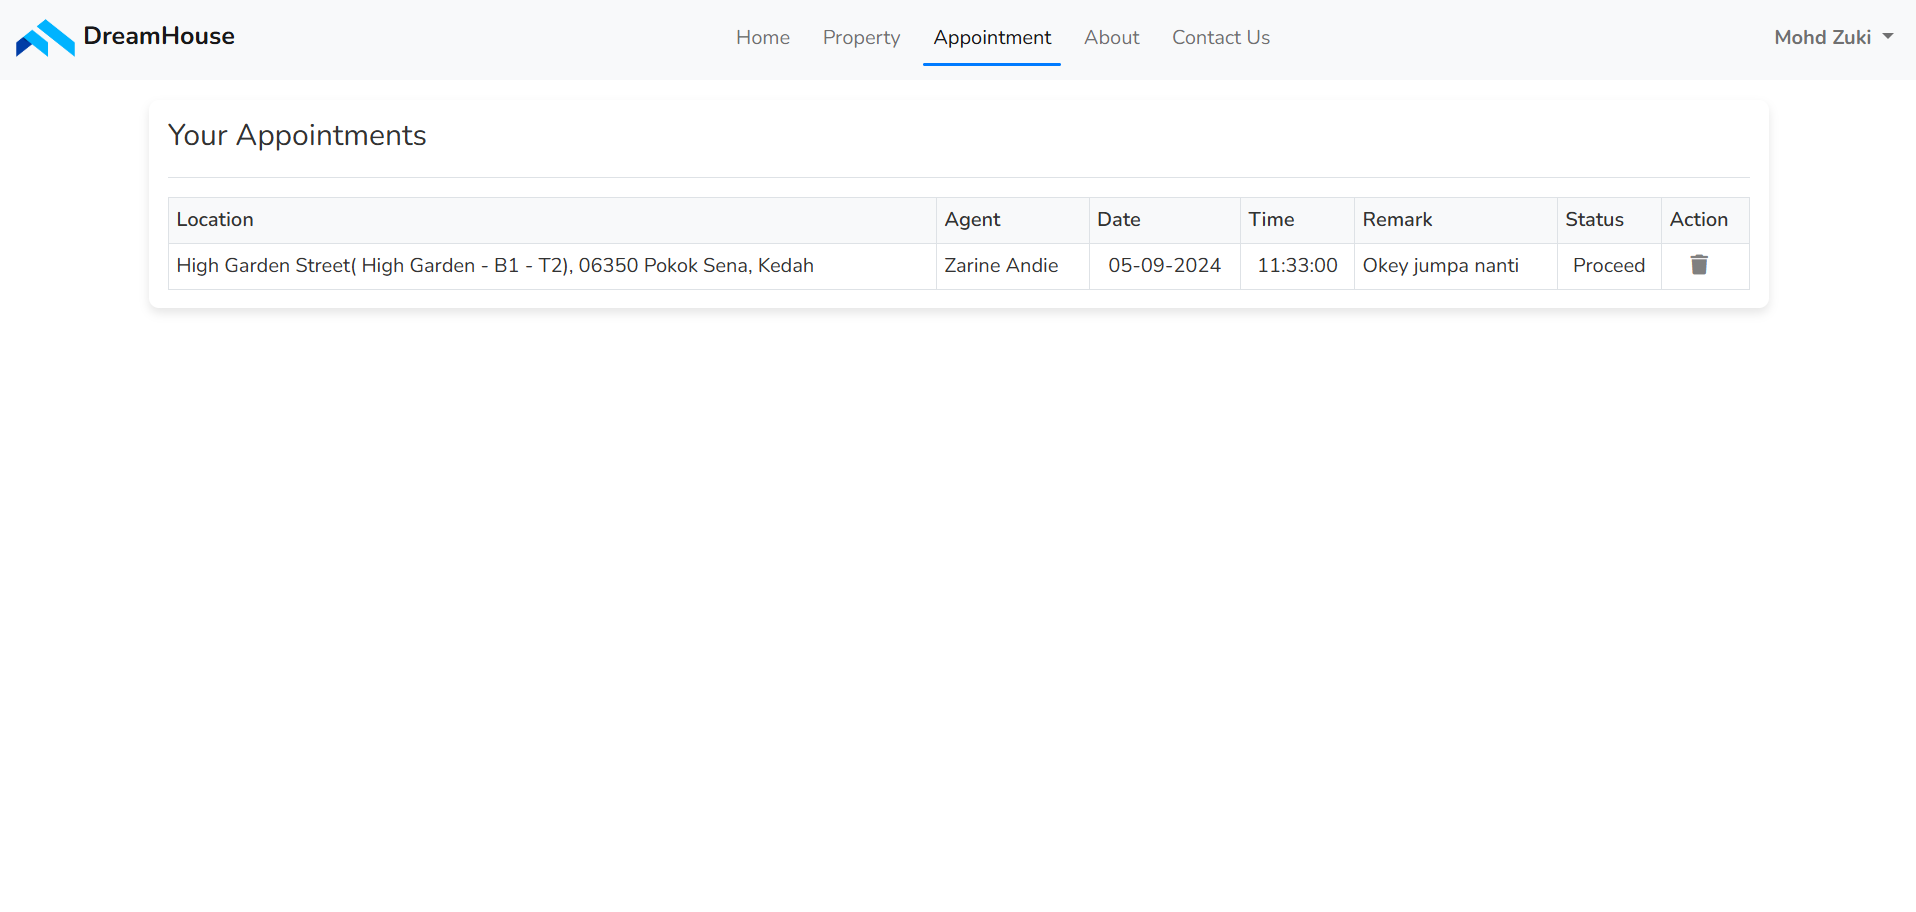 DreamHouse
Home Property Appointment About Contact Us
Mohd Zuki
Your Appointments
Location Agent Date Time Remark Status Action
High Garden Street( High Garden - B1 - T2), 06350 Pokok Sena, Kedah Zarine Andie 05-09-2024 11:33:00 Okey jumpa nanti Proceed